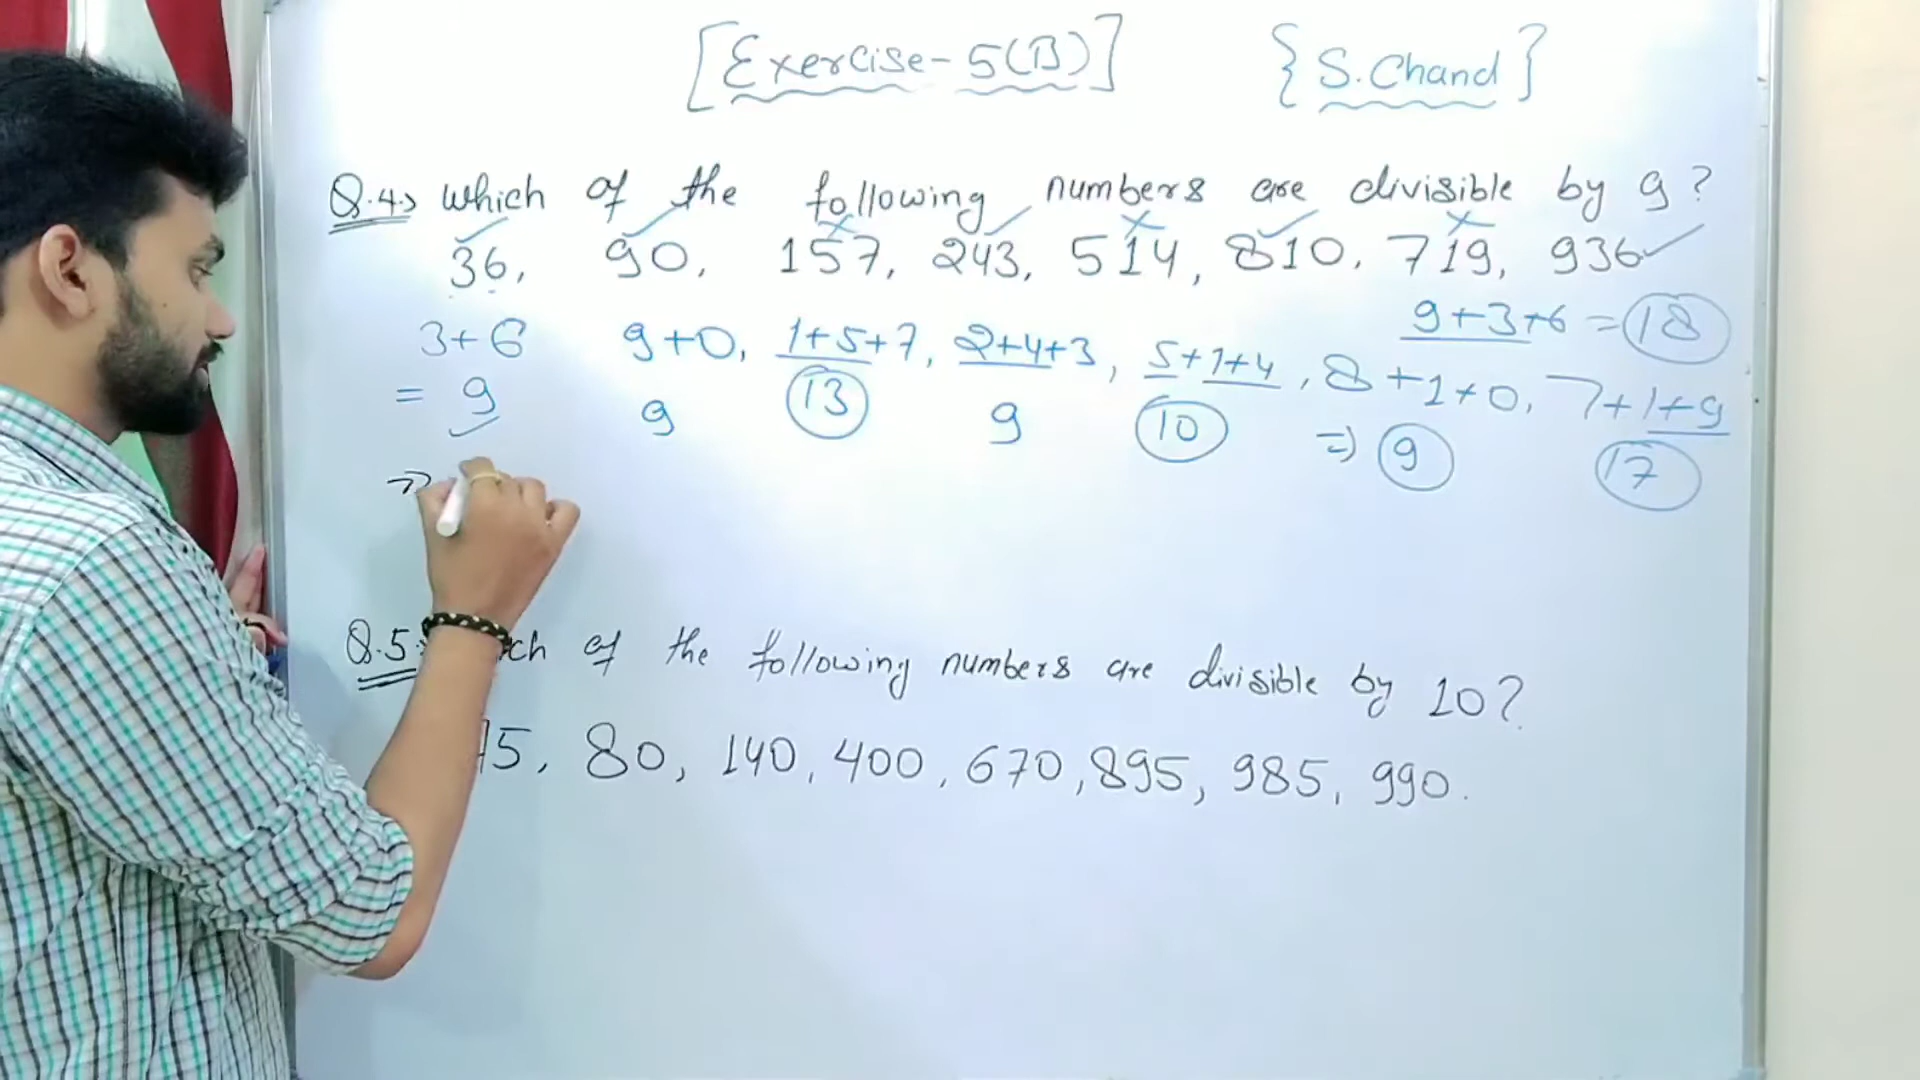 [Exercise-5(B)] {S.Chand}
Q.4.> Which of the following numbers are divisible by 9?
36, 90, 157, 243, 514, 810, 719, 936
9+3+6 = 18
3+6 9+0, 1+5+7, 2+4+3, 5+1+4, 8+1+0, 7+1+9
= 9 9 13 9 10 => 9 17
Q.5 of the following numbers are divisible by 10?
80, 140, 400, 670, 895, 985, 990.